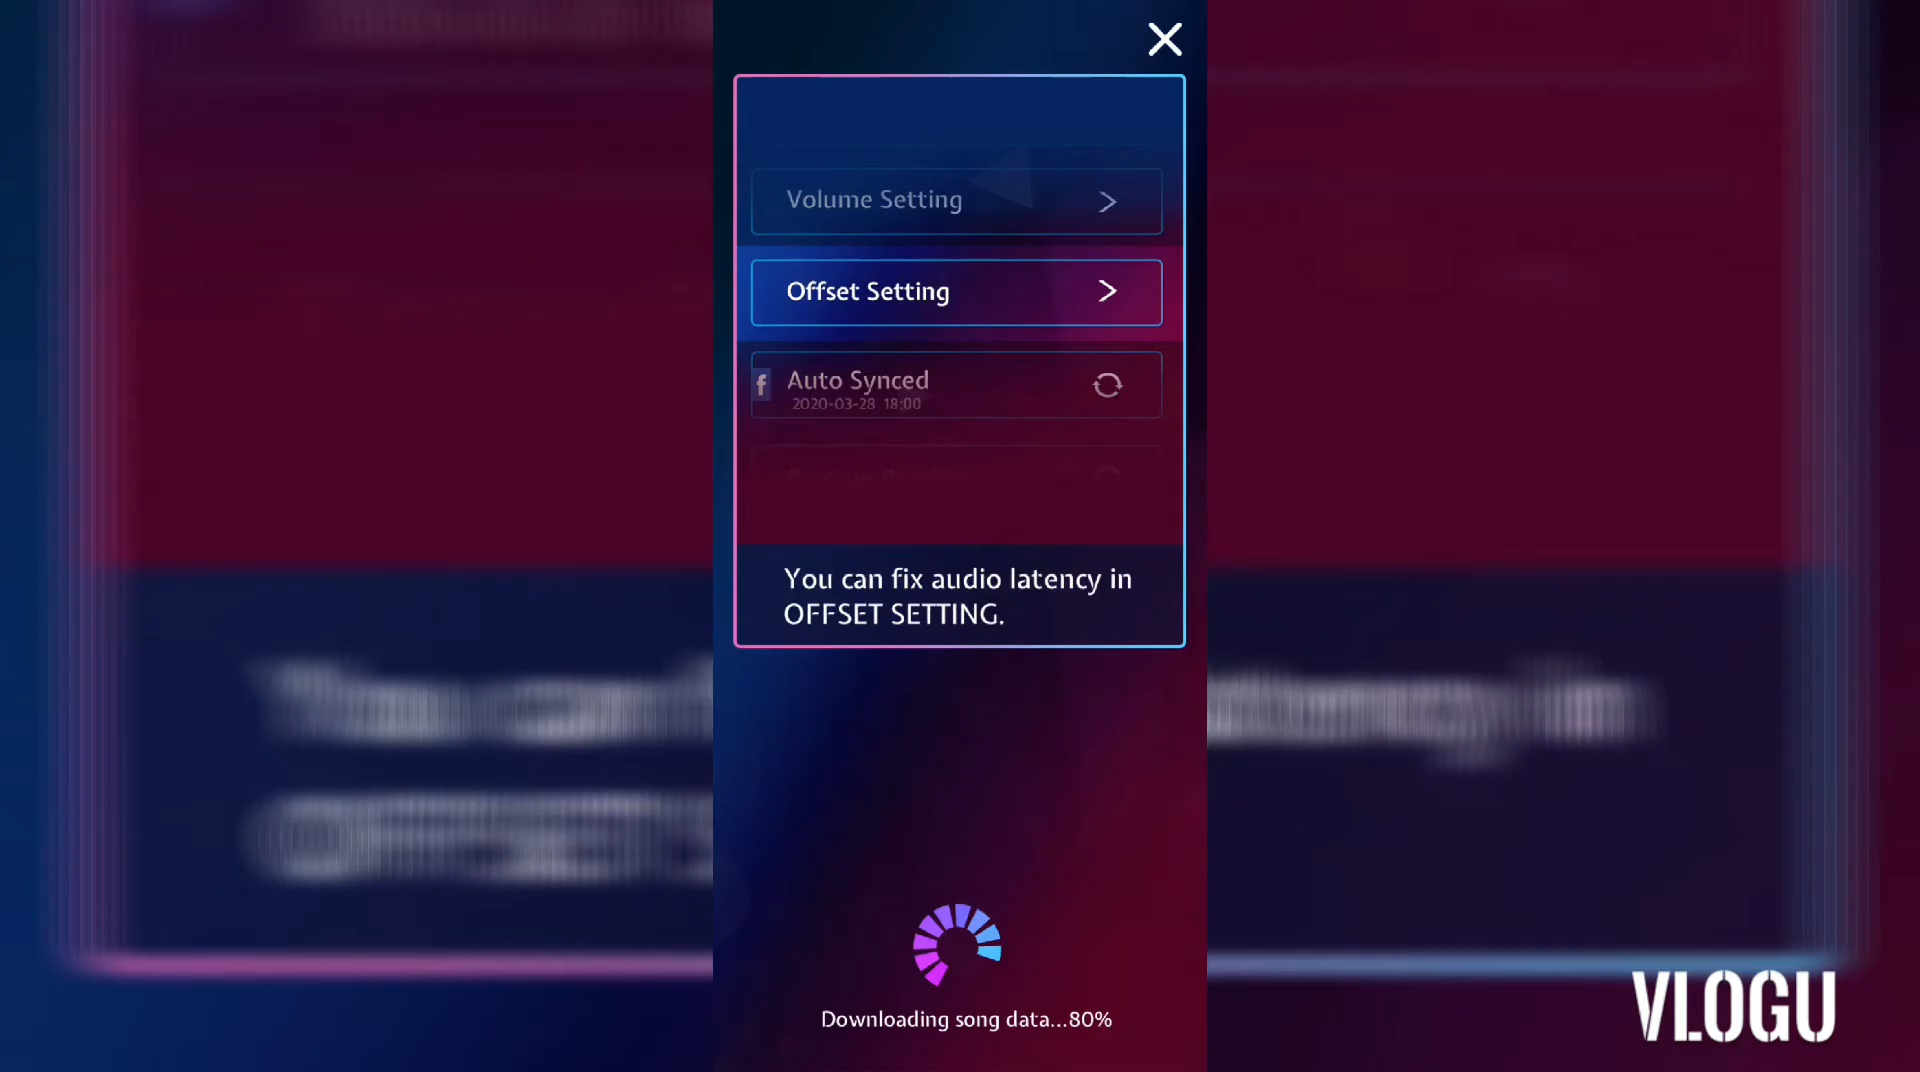 Volume Setting
Offset Setting
f
Auto Synced
2020-03-28 18:00
You can fix audio latency in
OFFSET SETTING.
Downloading song data...80%
VLOGU